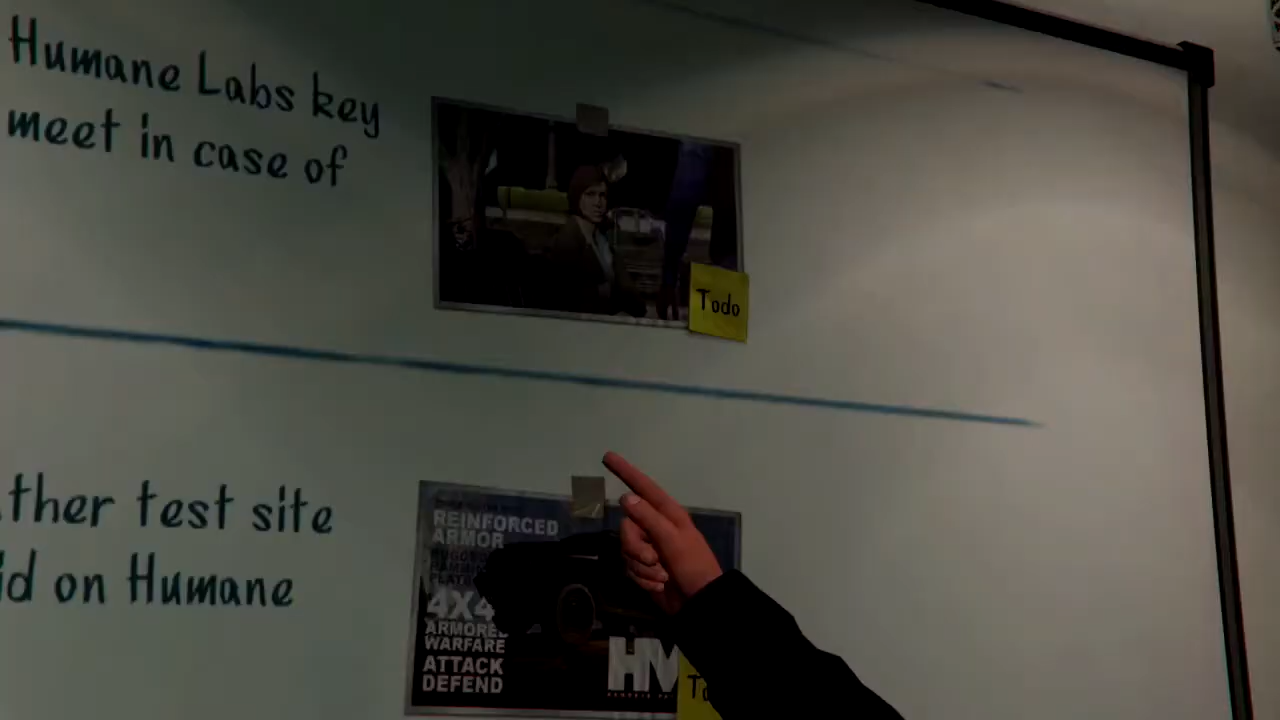 Humane Labs key
meet in case of
Todo
ther test site
id on Humane
REINFORCED
ARMOR
4X4
ARMORED
WARFARE
ATTACK
DEFEND